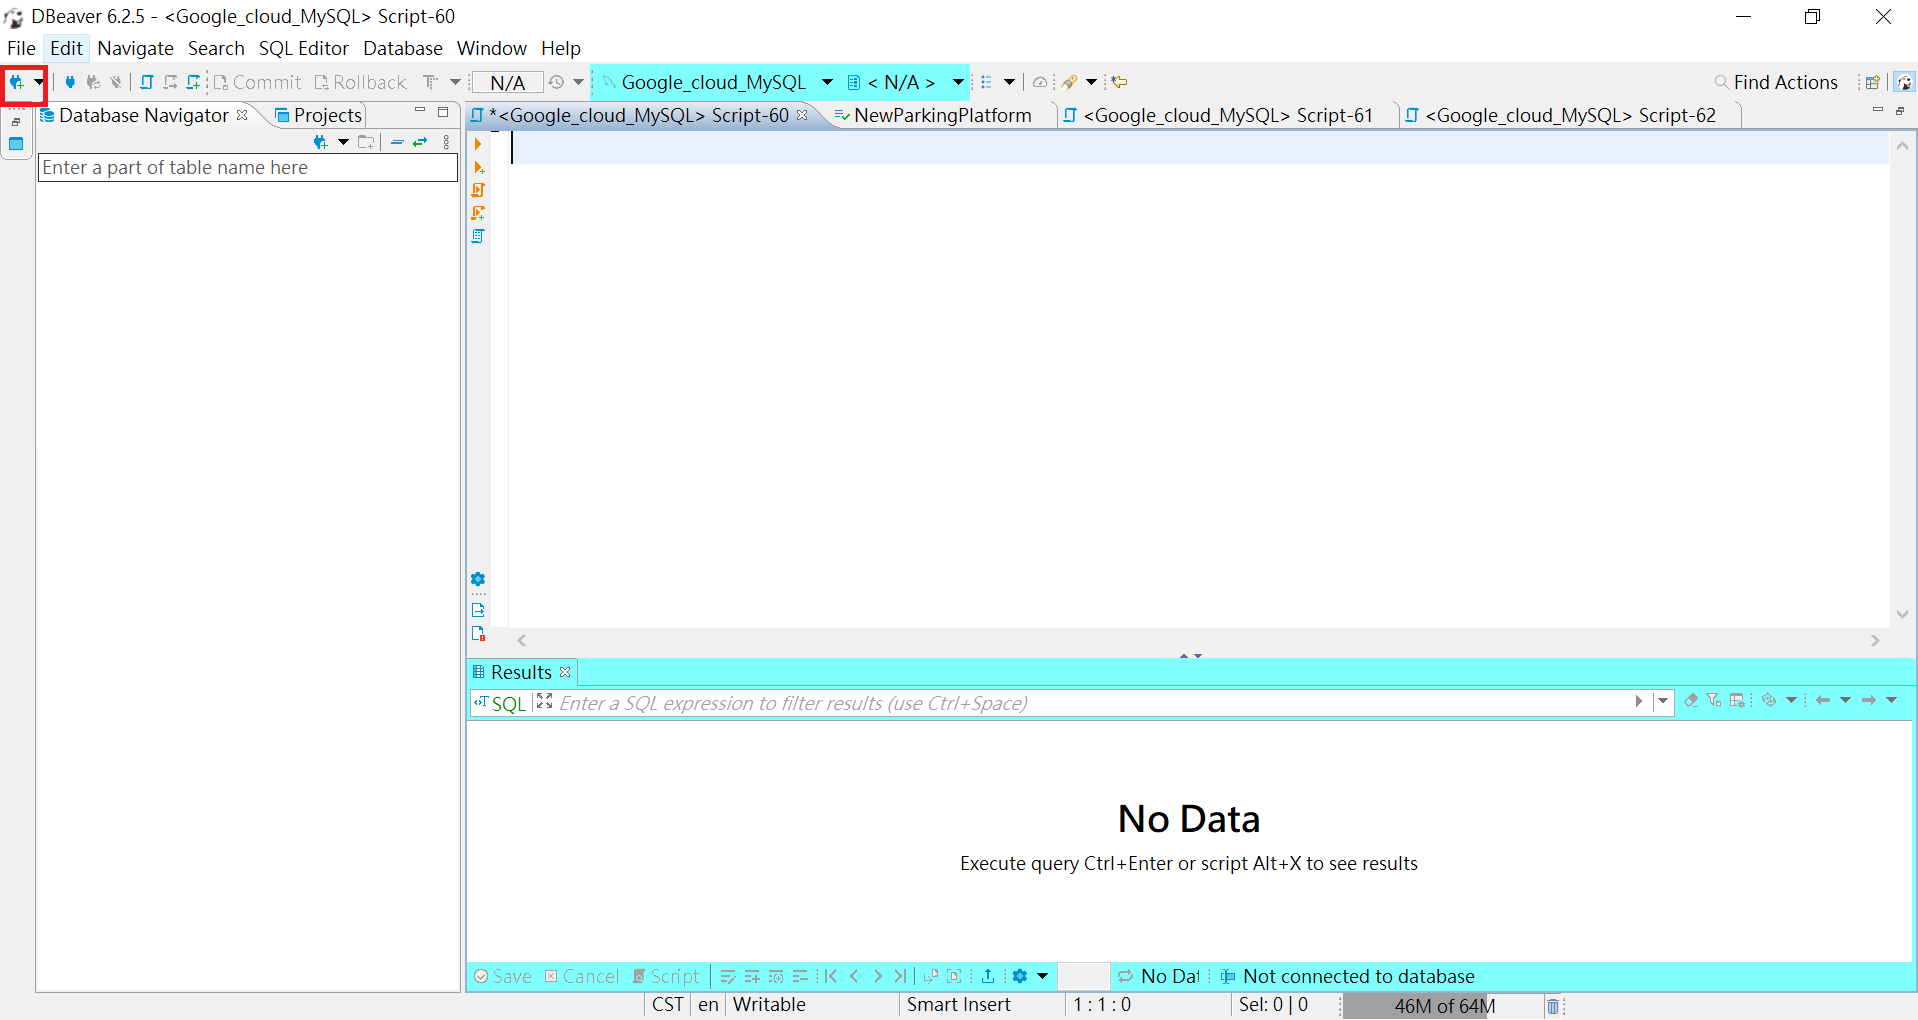 DBeaver 6.2.5 - <Google_cloud_MySQL> Script-60
File Edit Navigate Search SQL Editor Database Window Help
Commit Rollback N/A Google_cloud_MySQL < N/A > Find Actions
Database Navigator Projects *<Google_cloud_MySQL> Script-60 NewParkingPlatform <Google_cloud_MySQL> Script-61 <Google_cloud_MySQL> Script-62
Enter a part of table name here
Results
SQL Enter a SQL expression to filter results (use Ctrl+Space)
No Data
Execute query Ctrl+Enter or script Alt+X to see results
Save Cancel Script No Dat Not connected to database
CST en Writable Smart Insert 1 : 1 : 0 Sel: 0 | 0 46M of 64M